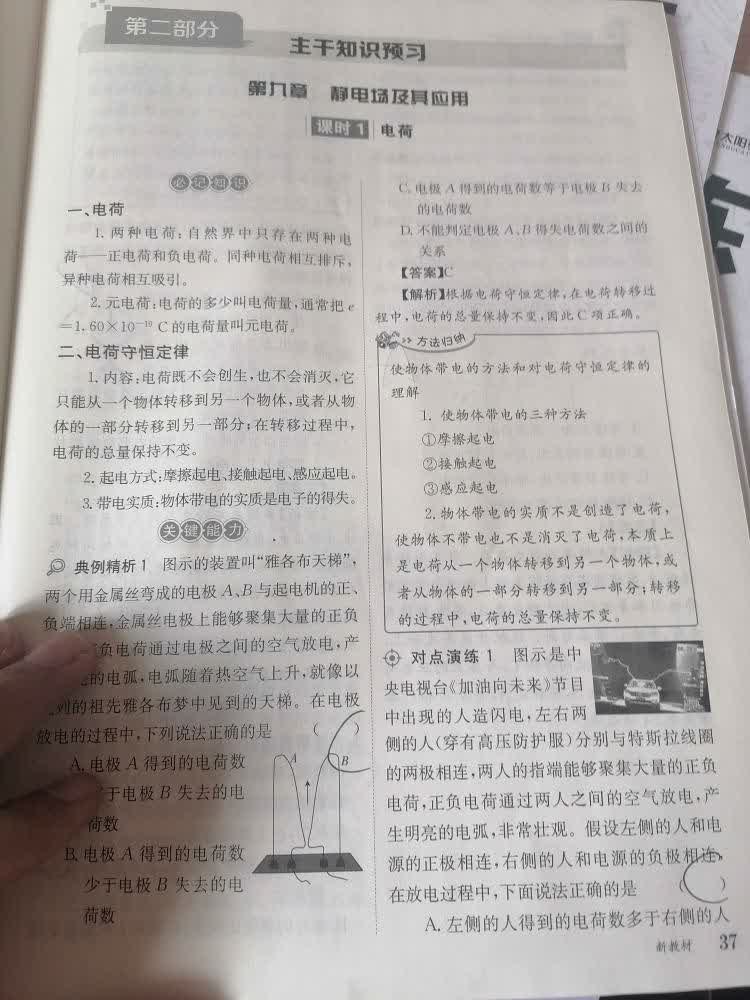 第二部分
主干知识预习
第九章 静电场及其应用
课时1 电荷
必记知识
一、电荷
1. 两种电荷:自然界中只存在两种电
荷——正电荷和负电荷。同种电荷相互排斥,
异种电荷相互吸引。
2. 元电荷:电荷的多少叫电荷量,通常把 e
=1.60×10⁻¹⁹ C的电荷量叫元电荷。
二、电荷守恒定律
1. 内容:电荷既不会创生,也不会消灭,它
只能从一个物体转移到另一个物体,或者从物
体的一部分转移到另一部分;在转移过程中,
电荷的总量保持不变。
2. 起电方式:摩擦起电、接触起电、感应起电。
3. 带电实质:物体带电的实质是电子的得失。
关键能力
典例精析1 图示的装置叫“雅各布天梯”,
两个用金属丝弯成的电极 A、B 与起电机的正、
负端相连,金属丝电极上能够聚集大量的正负
负电荷通过电极之间的空气放电,产
的电弧,电弧随着热空气上升,就像以
列的祖先雅各布梦中见到的天梯。在电极
放电的过程中,下列说法正确的是 ( )
A. 电极 A 得到的电荷数
于电极 B 失去的电
荷数
B. 电极 A 得到的电荷数
少于电极 B 失去的电
荷数
A
B
C. 电极 A 得到的电荷数等于电极 B 失去
的电荷数
D. 不能判定电极 A、B 得失电荷数之间的
关系
【答案】C
【解析】根据电荷守恒定律,在电荷转移过
程中,电荷的总量保持不变,因此 C 项正确。
方法归纳
使物体带电的方法和对电荷守恒定律的
理解
1. 使物体带电的三种方法
①摩擦起电
②接触起电
③感应起电
2. 物体带电的实质不是创造了电荷,
使物体不带电也不是消灭了电荷,本质上
是电荷从一个物体转移到另一个物体,或
者从物体的一部分转移到另一部分;转移
的过程中,电荷的总量保持不变。
对点演练1 图示是中
央电视台《加油向未来》节目
中出现的人造闪电,左右两
侧的人(穿有高压防护服)分别与特斯拉线圈
的两极相连,两人的指端能够聚集大量的正负
电荷,正负电荷通过两人之间的空气放电,产
生明亮的电弧,非常壮观。假设左侧的人和电
源的正极相连,右侧的人和电源的负极相连,
在放电过程中,下面说法正确的是 ( )
A. 左侧的人得到的电荷数多于右侧的人
新教材 37
太阳